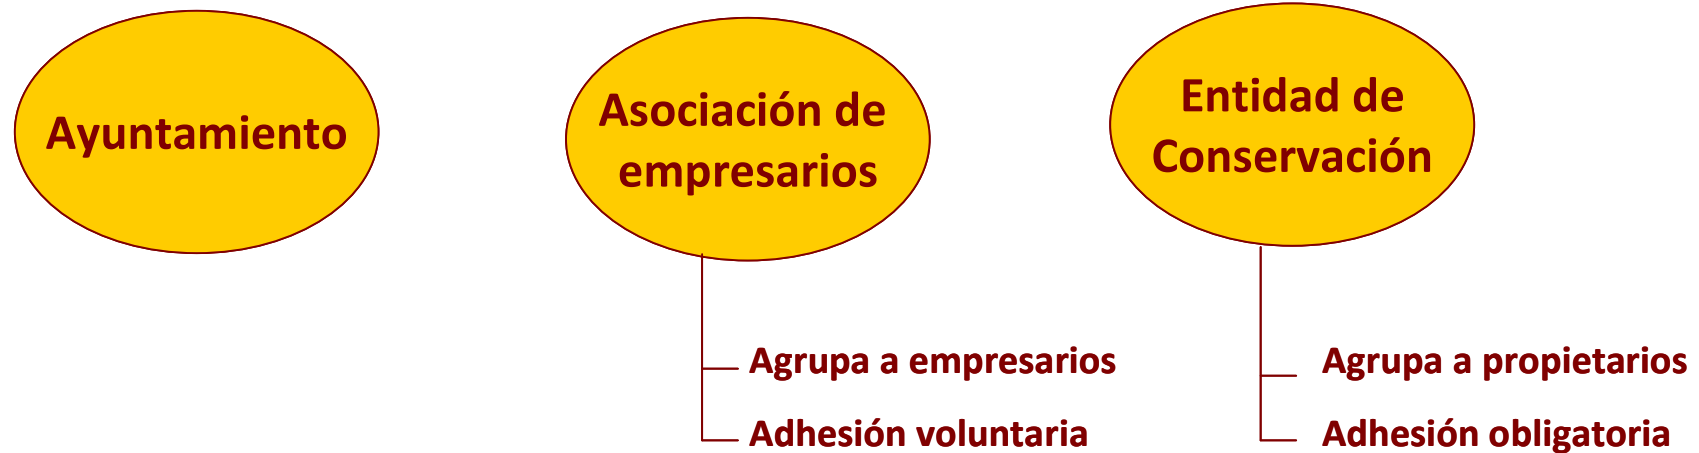 Ayuntamiento
Asociación de
empresarios
Agrupa a empresarios
Adhesión voluntaria
Entidad de
Conservación
Agrupa a propietarios
Adhesión obligatoria